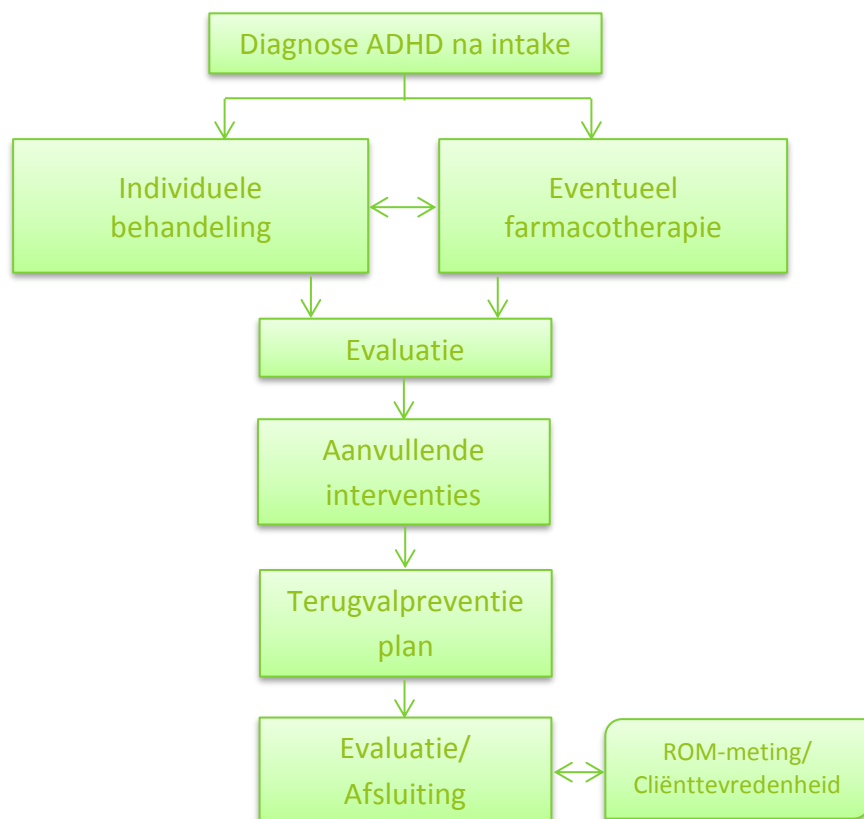 Diagnose ADHD na intake
Individuele
behandeling
Eventueel
farmacotherapie
Evaluatie
Aanvullende
interventies
Terugvalpreventie
plan
Evaluatie/
Afsluiting
ROM-meting/
Cliënttevredenheid